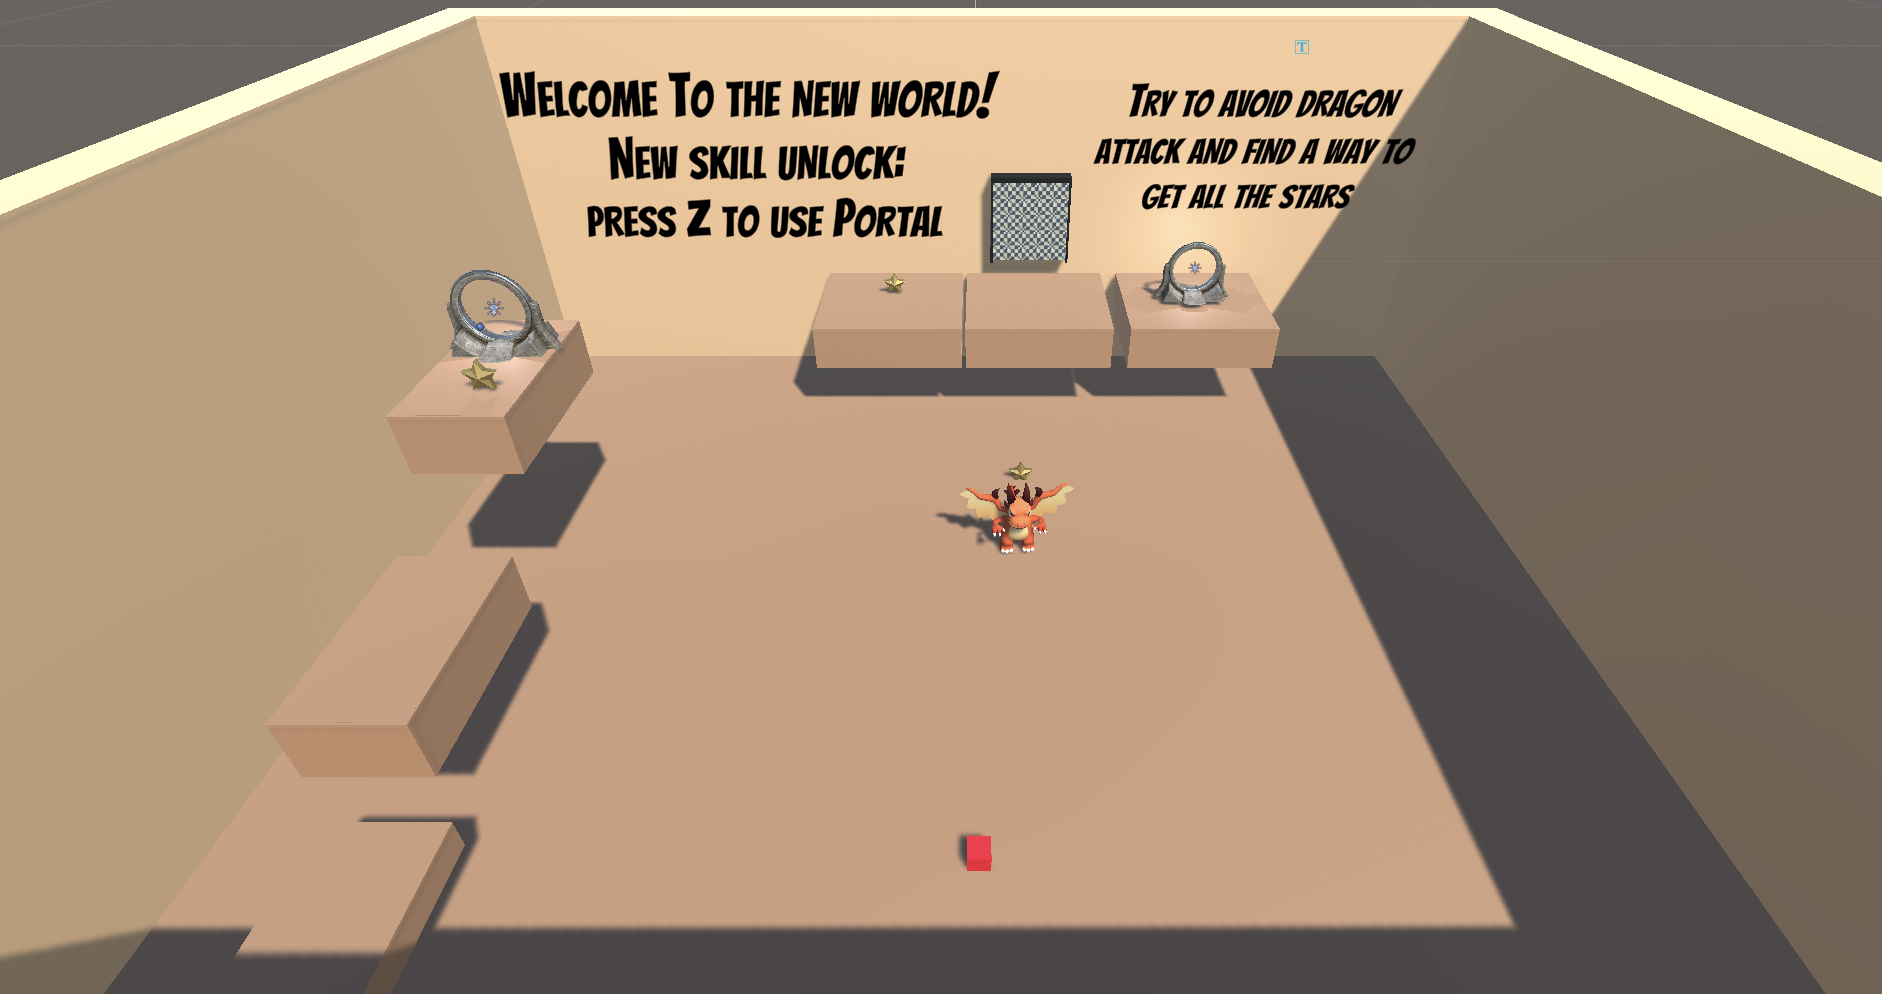 Welcome To the new world!
New skill unlock:
press Z to use Portal
Try to avoid dragon
attack and find a way to
get all the stars
T